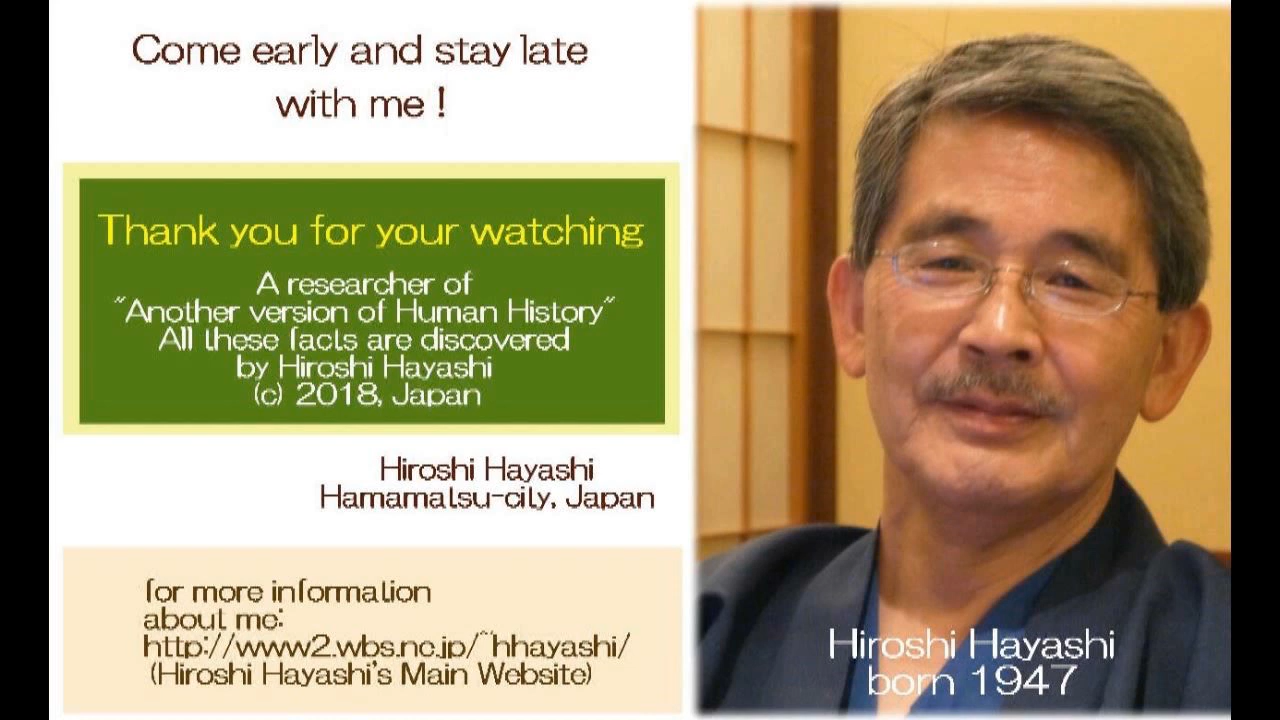 Come early and stay late
with me !
Thank you for your watching
A researcher of
"Another version of Human History"
All these facts are discovered
by Hiroshi Hayashi
(c) 2018, Japan
Hiroshi Hayashi
Hamamatsu-city, Japan
for more information
about me:
http://www2.wbs.ne.jp/~hhayashi/
(Hiroshi Hayashi's Main Website)
Hiroshi Hayashi
born 1947